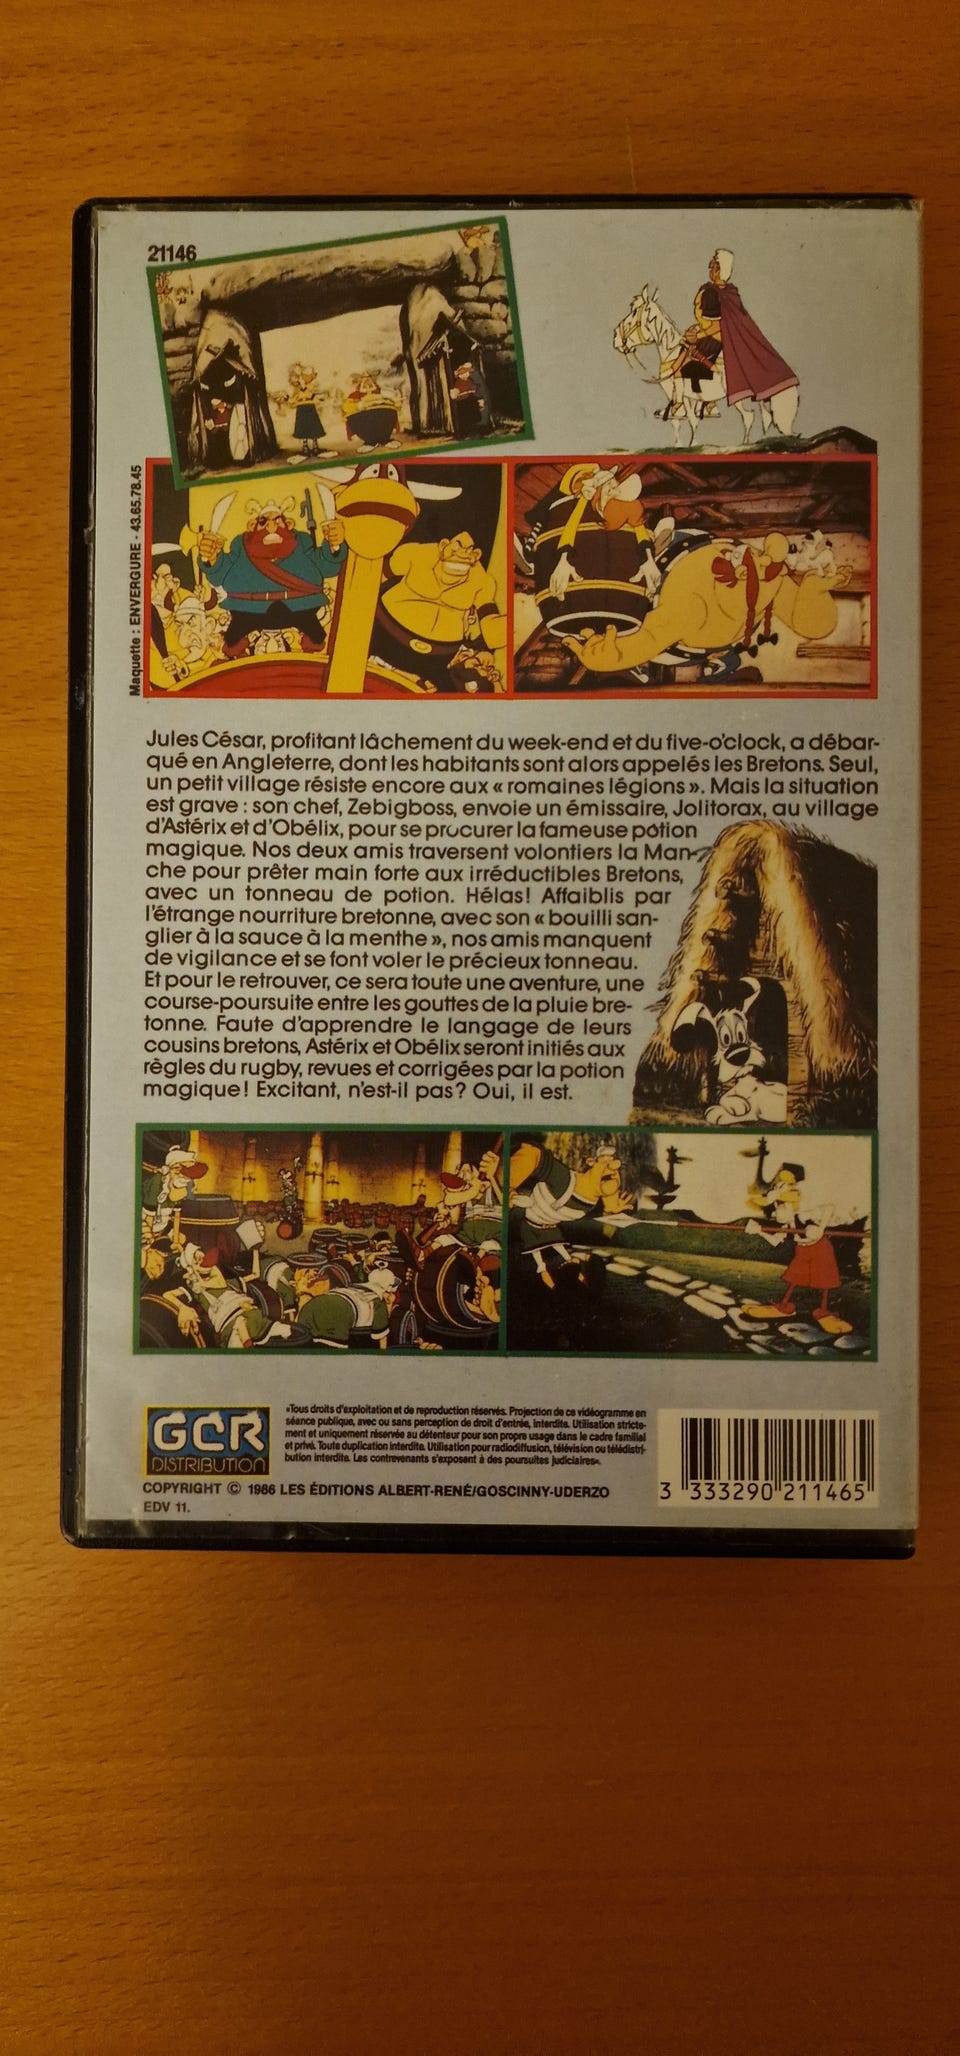 21146
Maquette : ENVERGURE - 43.65.78.45
Jules César, profitant lâchement du week-end et du five-o'clock, a débar-
qué en Angleterre, dont les habitants sont alors appelés les Bretons. Seul,
un petit village résiste encore aux « romaines légions ». Mais la situation
est grave : son chef, Zebigboss, envoie un émissaire, Jolitorax, au village
d'Astérix et d'Obélix, pour se procurer la fameuse potion
magique. Nos deux amis traversent volontiers la Man-
che pour prêter main forte aux irréductibles Bretons,
avec un tonneau de potion. Hélas! Affaiblis par
l'étrange nourriture bretonne, avec son « bouilli san-
glier à la sauce à la menthe », nos amis manquent
de vigilance et se font voler le précieux tonneau.
Et pour le retrouver, ce sera toute une aventure, une
course-poursuite entre les gouttes de la pluie bre-
tonne. Faute d'apprendre le langage de leurs
cousins bretons, Astérix et Obélix seront initiés aux
règles du rugby, revues et corrigées par la potion
magique! Excitant, n'est-il pas? Oui, il est.
GCR
DISTRIBUTION
«Tous droits d'exploitation et de reproduction réservés. Projection de ce vidéogramme en
séance publique, avec ou sans perception de droit d'entrée, interdite. Utilisation stricte-
ment et uniquement réservée au détenteur pour son propre usage dans le cadre familial
et privé. Toute duplication interdite. Utilisation pour radiodiffusion, télévision ou télédistri-
bution interdite. Les contrevenants s'exposent à des poursuites judiciaires».
COPYRIGHT © 1986 LES ÉDITIONS ALBERT-RENÉ/GOSCINNY-UDERZO
EDV 11.
3 333290 211465